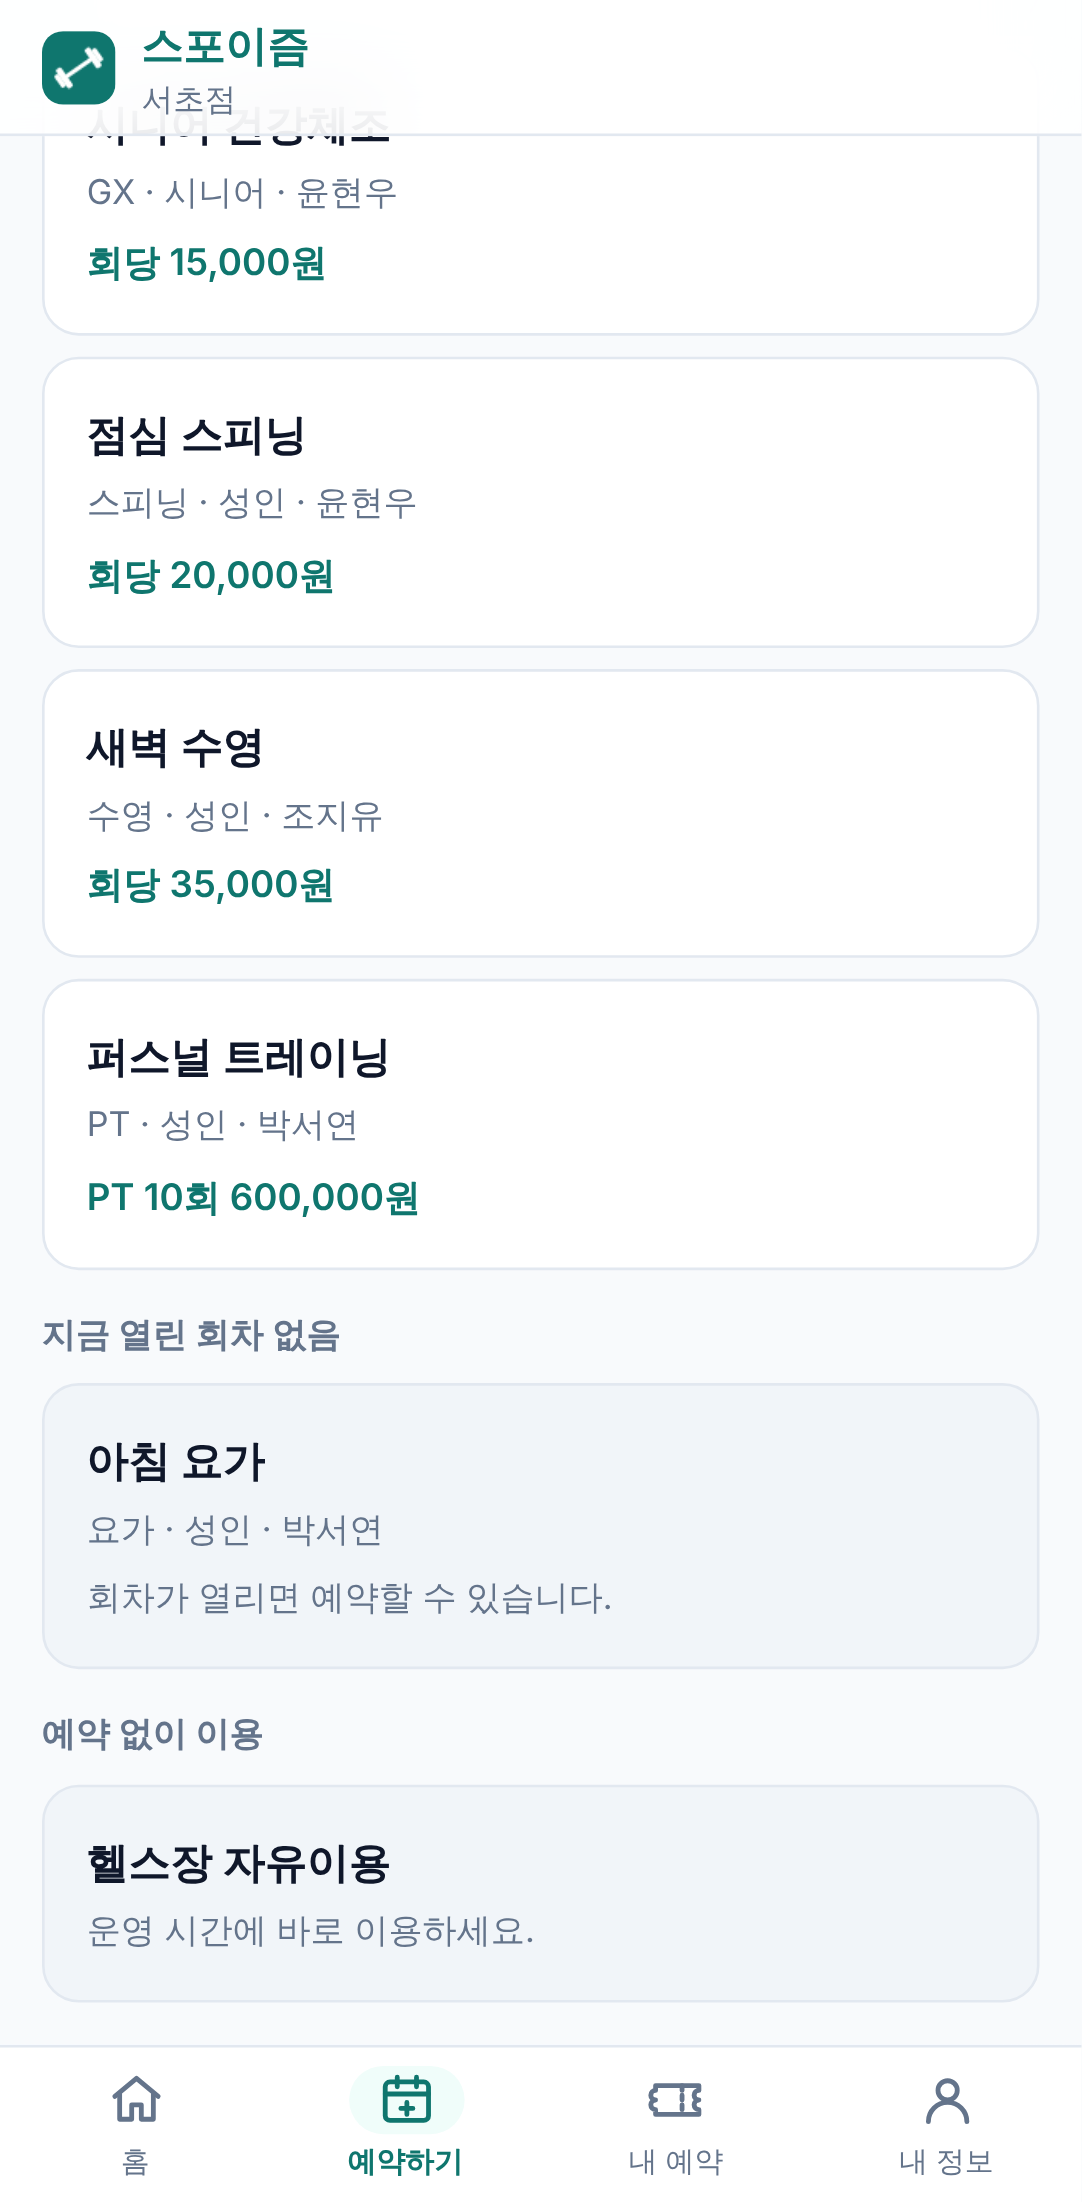 스포이즘
서초점
시니어 건강체조
GX · 시니어 · 윤현우
회당 15,000원
점심 스피닝
스피닝 · 성인 · 윤현우
회당 20,000원
새벽 수영
수영 · 성인 · 조지유
회당 35,000원
퍼스널 트레이닝
PT · 성인 · 박서연
PT 10회 600,000원
지금 열린 회차 없음
아침 요가
요가 · 성인 · 박서연
회차가 열리면 예약할 수 있습니다.
예약 없이 이용
헬스장 자유이용
운영 시간에 바로 이용하세요.
홈
예약하기
내 예약
내 정보